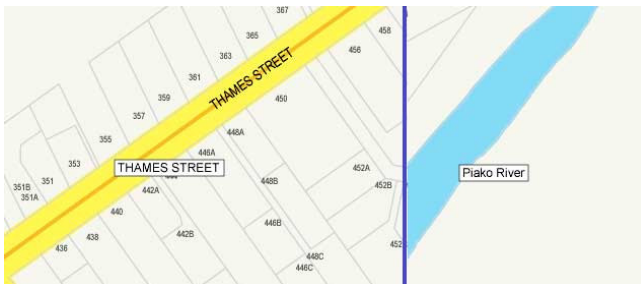 367
458
365
456
363
THAMES STREET
361
450
359
357
448A
355
446A
353
THAMES STREET
452A
Piako River
351
448B
452B
351B
442A
351A
440
446B
442B
438
436
452
448C
446C